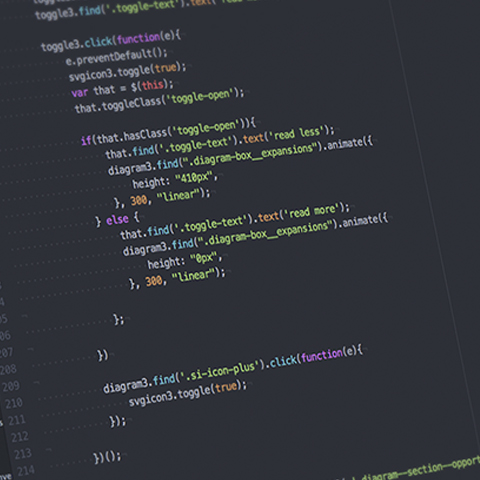 toggle3.find('.toggle-text').text('read
toggle3.click(function(e){
e.preventDefault();
svgicon3.toggle(true);
var that = $(this);
that.toggleClass('toggle-open');
if(that.hasClass('toggle-open')){
that.find('.toggle-text').text('read less');
diagram3.find(".diagram-box__expansions").animate({
height: "410px",
}, 300, "linear");
} else {
that.find('.toggle-text').text('read more');
diagram3.find(".diagram-box__expansions").animate({
height: "0px",
}, 300, "linear");
};
207 })
208
209 diagram3.find('.si-icon-plus').click(function(e){
210 svgicon3.toggle(true);
211 });
212
213 })();
214
diagram--section--opport